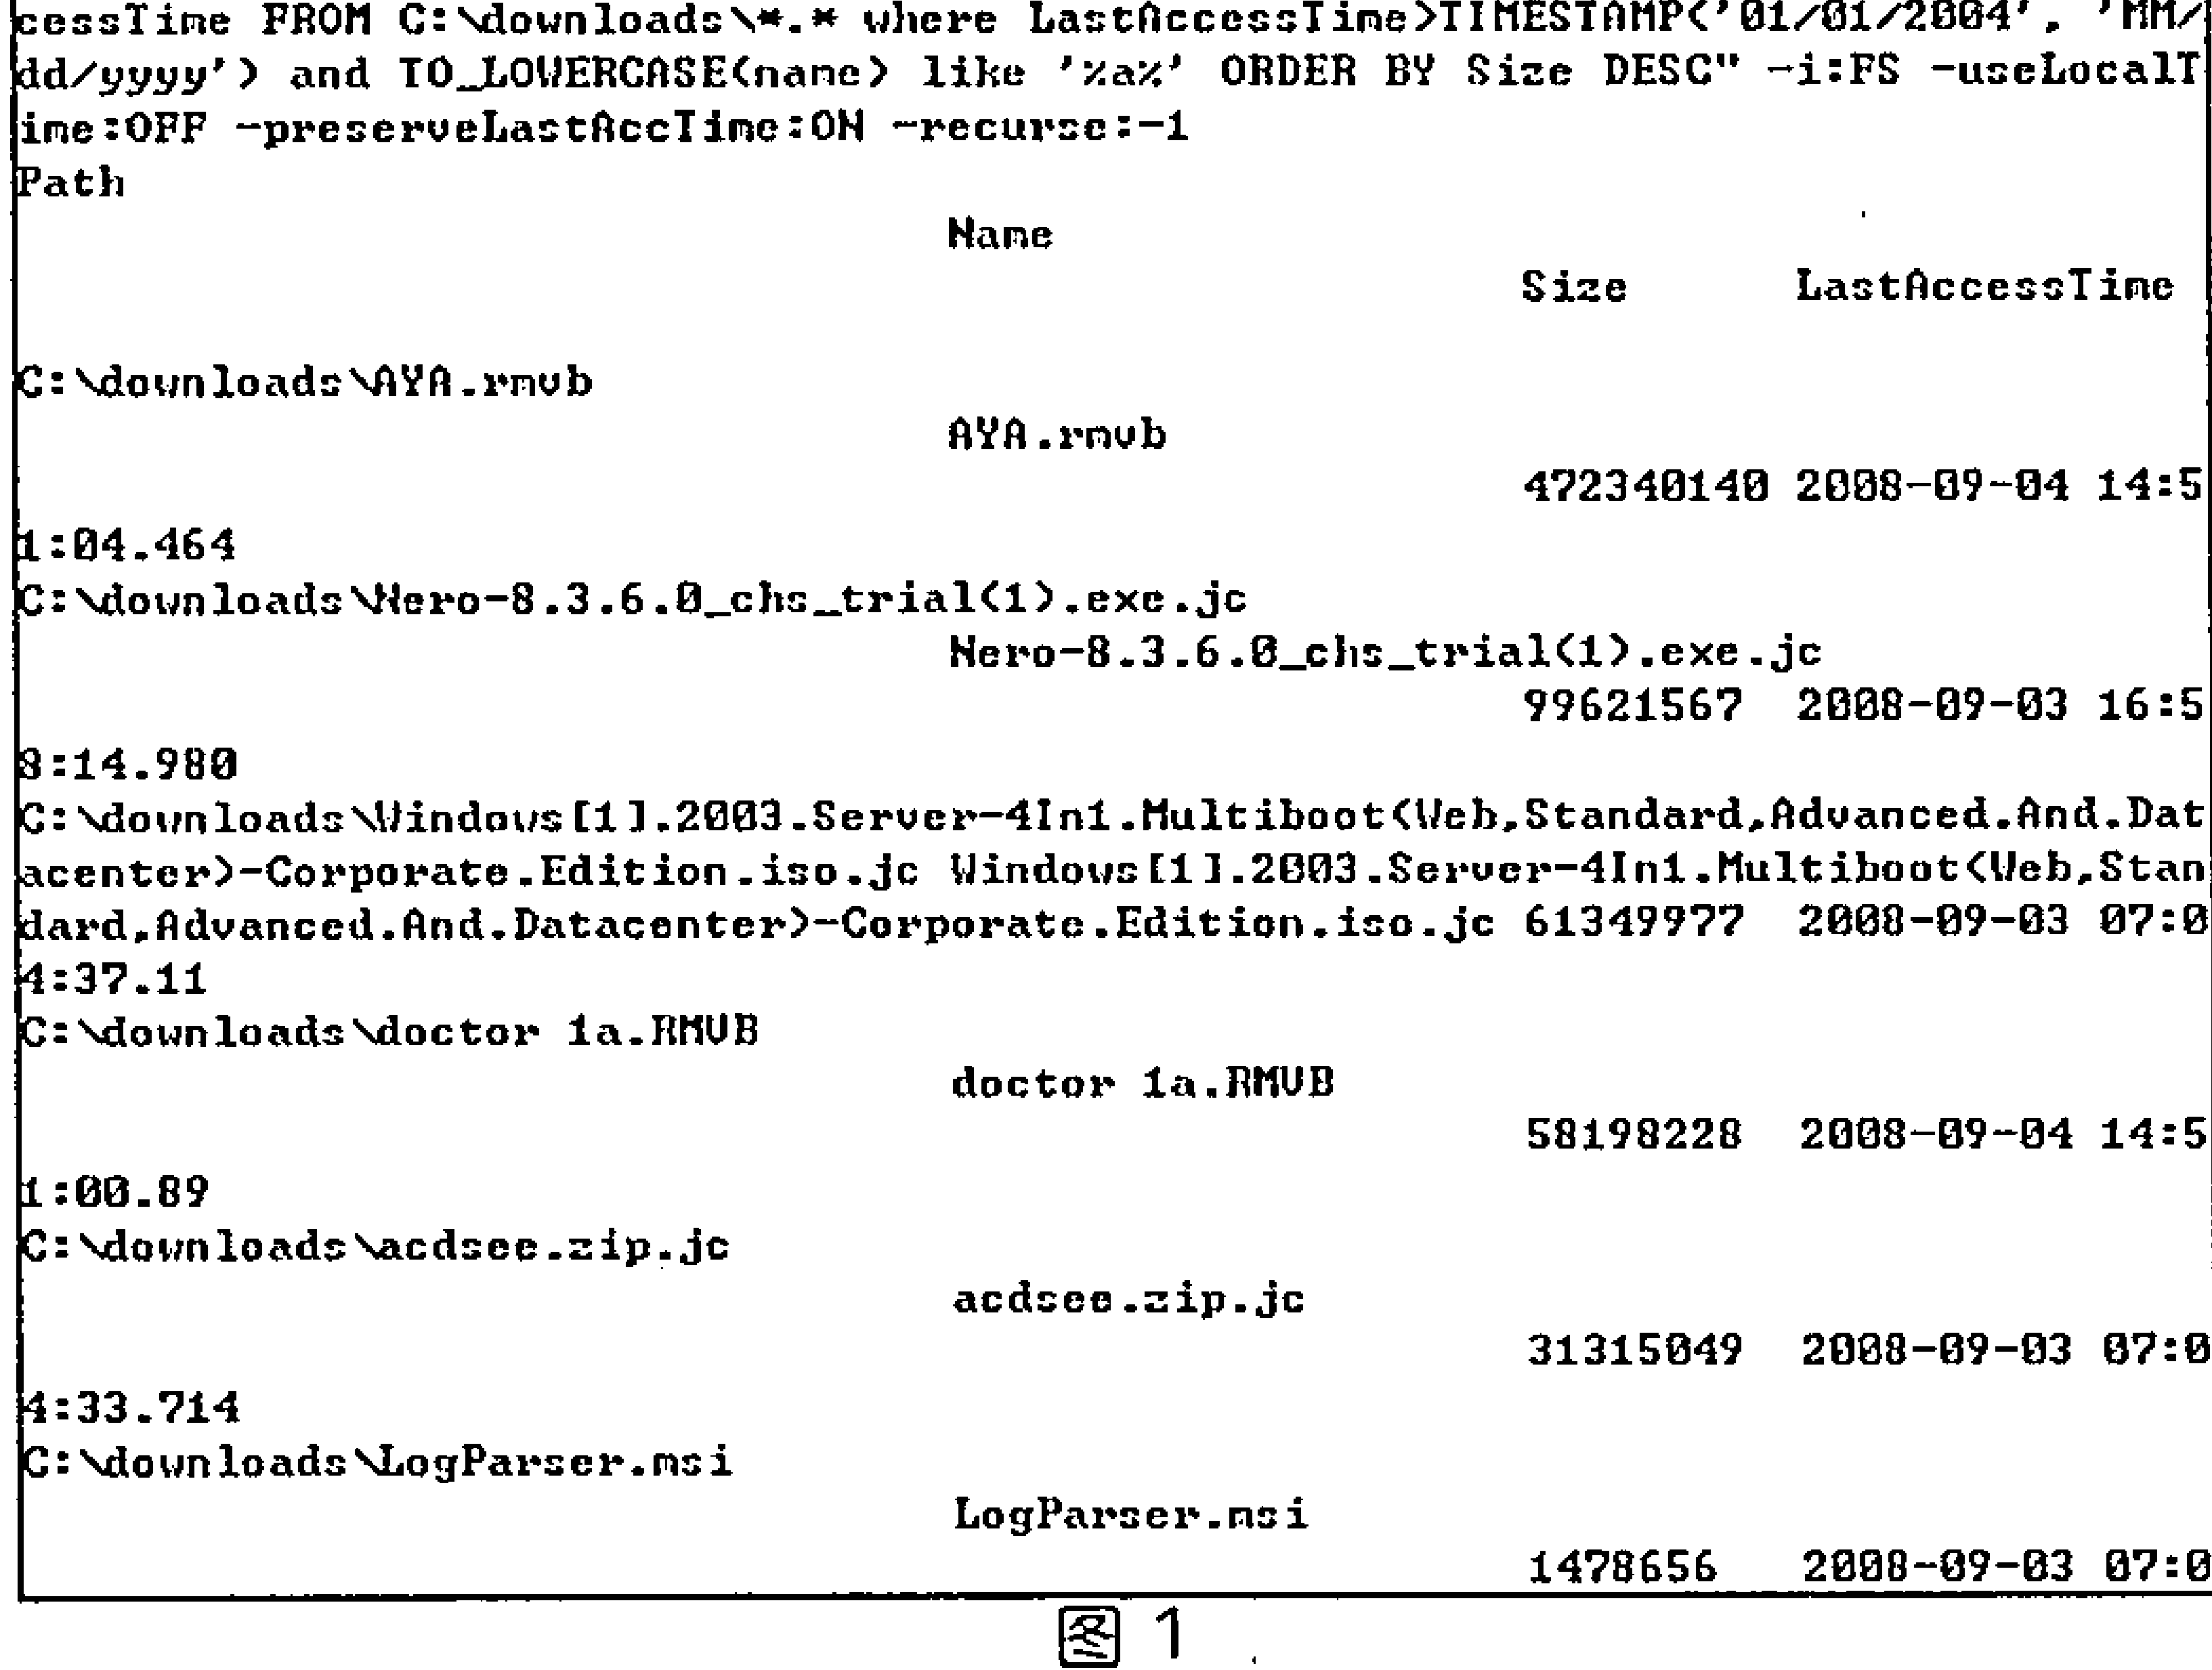 cessTime FROM C:\downloads\*.* where LastAccessTime>TIMESTAMP('01/01/2004', 'MM/
dd/yyyy') and TO_LOWERCASE(name) like '%a%' ORDER BY Size DESC" -i:FS -useLocalT
ime:OFF -preserveLastAccTime:ON -recurse:-1
Path
Name
Size LastAccessTime
C:\downloads\AYA.rmvb
AYA.rmvb
472340140 2008-09-04 14:5
1:04.464
C:\downloads\Nero-8.3.6.0_chs_trial(1).exe.jc
Nero-8.3.6.0_chs_trial(1).exe.jc
99621567 2008-09-03 16:5
8:14.980
C:\downloads\Windows[1].2003.Server-4In1.Multiboot(Web,Standard,Advanced.And.Dat
acenter)-Corporate.Edition.iso.jc Windows[1].2003.Server-4In1.Multiboot(Web,Stan
dard,Advanced.And.Datacenter)-Corporate.Edition.iso.jc 61349977 2008-09-03 07:0
4:37.11
C:\downloads\doctor 1a.RMVB
doctor 1a.RMVB
58198228 2008-09-04 14:5
1:00.89
C:\downloads\acdsee.zip.jc
acdsee.zip.jc
31315049 2008-09-03 07:0
4:33.714
C:\downloads\LogParser.msi
LogParser.msi
1478656 2008-09-03 07:0
图 1